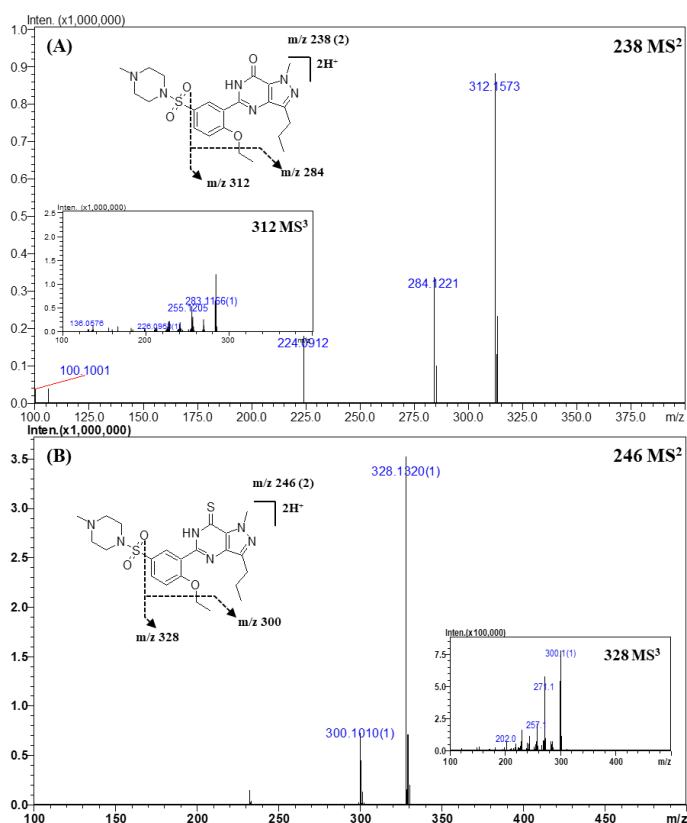 Inten. (x1,000,000)
(A)
m/z 238 (2)
2H⁺
238 MS²
1.0
0.9
0.8
0.7
0.6
0.5
0.4
0.3
0.2
0.1
0.0
O
HN
N
N
N
N
N
S
O
O
O
m/z 312
m/z 284
312.1573
284.1221
224.0912
100.1001
Inten. (x1,000,000)
312 MS³
2.5
2.0
1.5
1.0
0.5
0.0
283.1166(1)
255.1205
136.0576
100
200
300
100.0
125.0
150.0
175.0
200.0
225.0
250.0
275.0
300.0
325.0
350.0
375.0
m/z
Inten.(x1,000,000)
(B)
m/z 246 (2)
2H⁺
246 MS²
3.5
3.0
2.5
2.0
1.5
1.0
0.5
0.0
S
HN
N
N
N
N
N
S
O
O
O
m/z 328
m/z 300
328.1320(1)
300.1010(1)
Inten.(x100,000)
328 MS³
7.5
5.0
2.5
0.0
300.1(1)
271.1
257.1
202.0
100
200
300
400
m/z
100
150
200
250
300
350
400
450
m/z